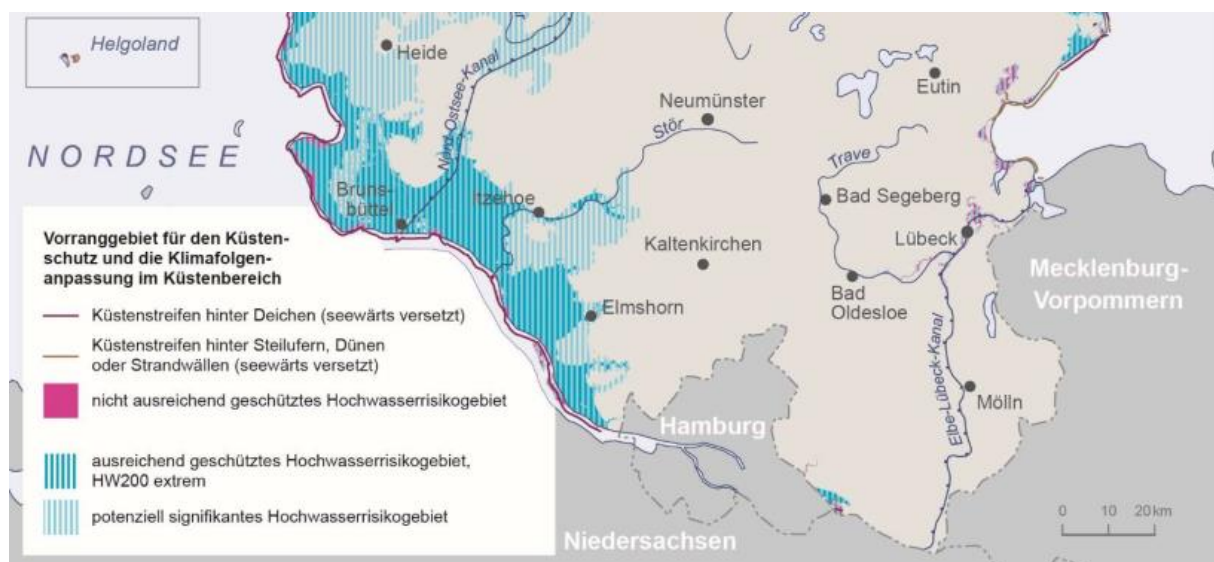 Helgoland
NORDSEE
Heide
Nord-Ostsee-Kanal
Neumünster
Stör
Eutin
Trave
Bad Segeberg
Bruns-
büttel
Itzehoe
Kaltenkirchen
Lübeck
Elmshorn
Bad
Oldesloe
Mecklenburg-
Vorpommern
Elbe-Lübeck-Kanal
Mölln
Hamburg
Niedersachsen
Vorranggebiet für den Küsten-
schutz und die Klimafolgen-
anpassung im Küstenbereich
Küstenstreifen hinter Deichen (seewärts versetzt)
Küstenstreifen hinter Steilufern, Dünen
oder Strandwällen (seewärts versetzt)
nicht ausreichend geschütztes Hochwasserrisikogebiet
ausreichend geschütztes Hochwasserrisikogebiet,
HW200 extrem
potenziell signifikantes Hochwasserrisikogebiet
0 10 20 km